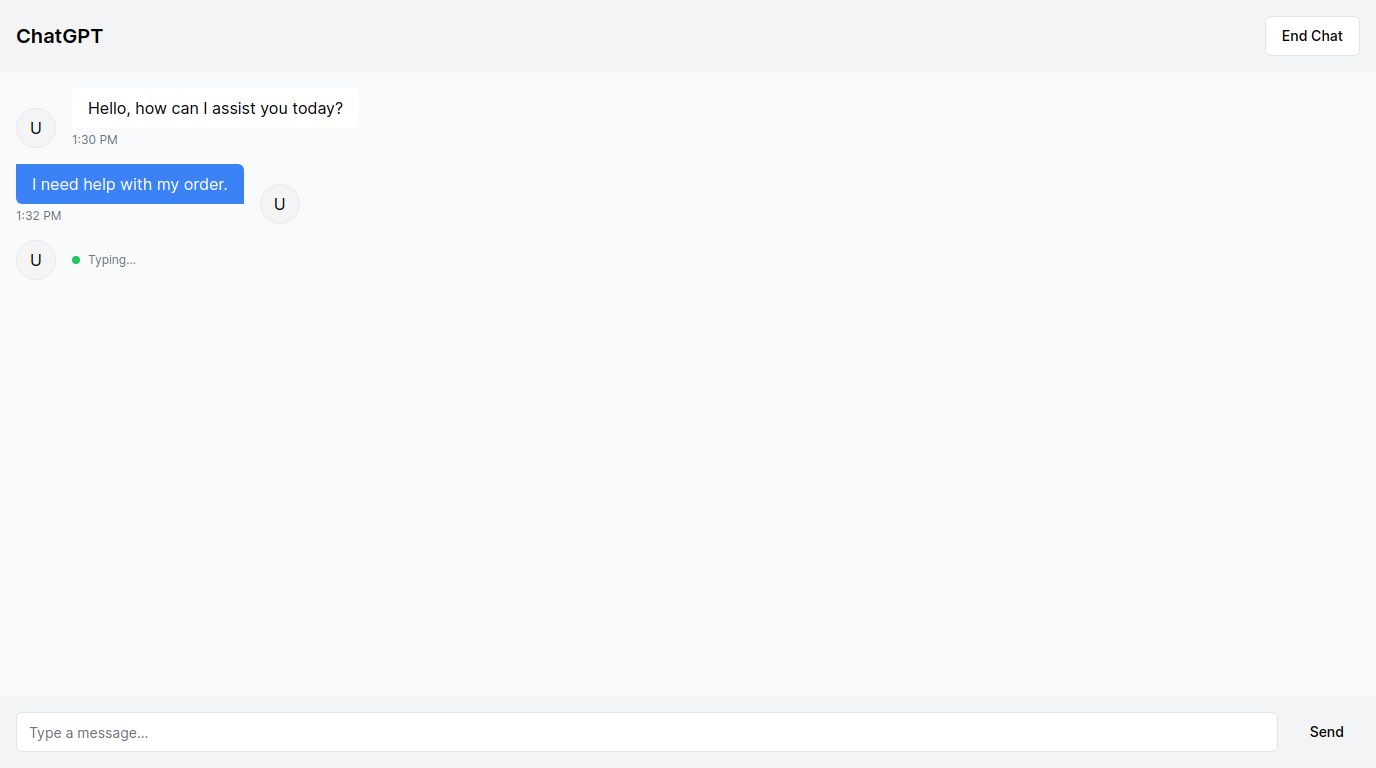 ChatGPT
End Chat
Hello, how can I assist you today?
U
1:30 PM
I need help with my order.
U
1:32 PM
U
Typing...
Type a message...
Send